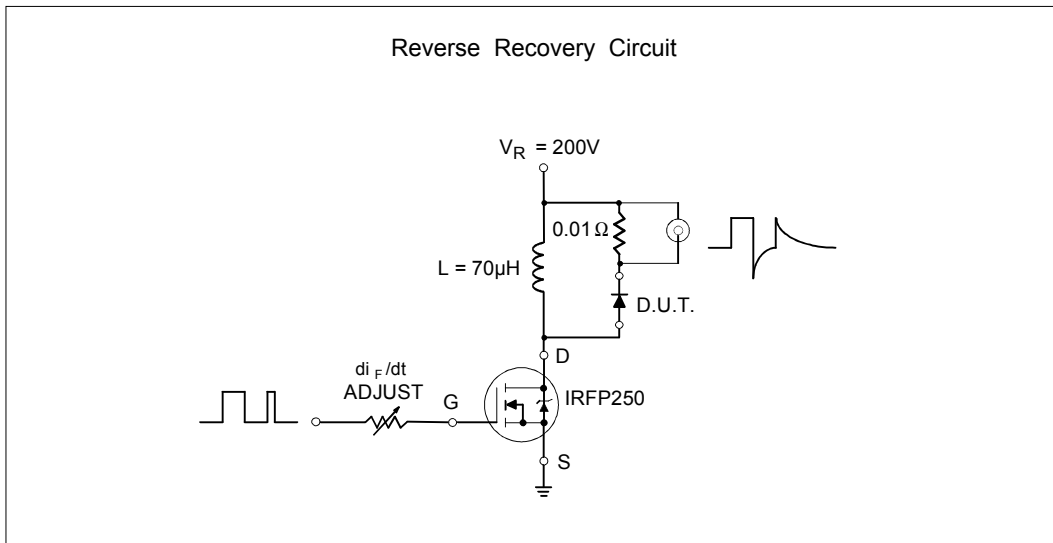 Reverse Recovery Circuit
V_R = 200V
0.01 Ω
L = 70µH
D.U.T.
D
di_F/dt
ADJUST
G
IRFP250
S